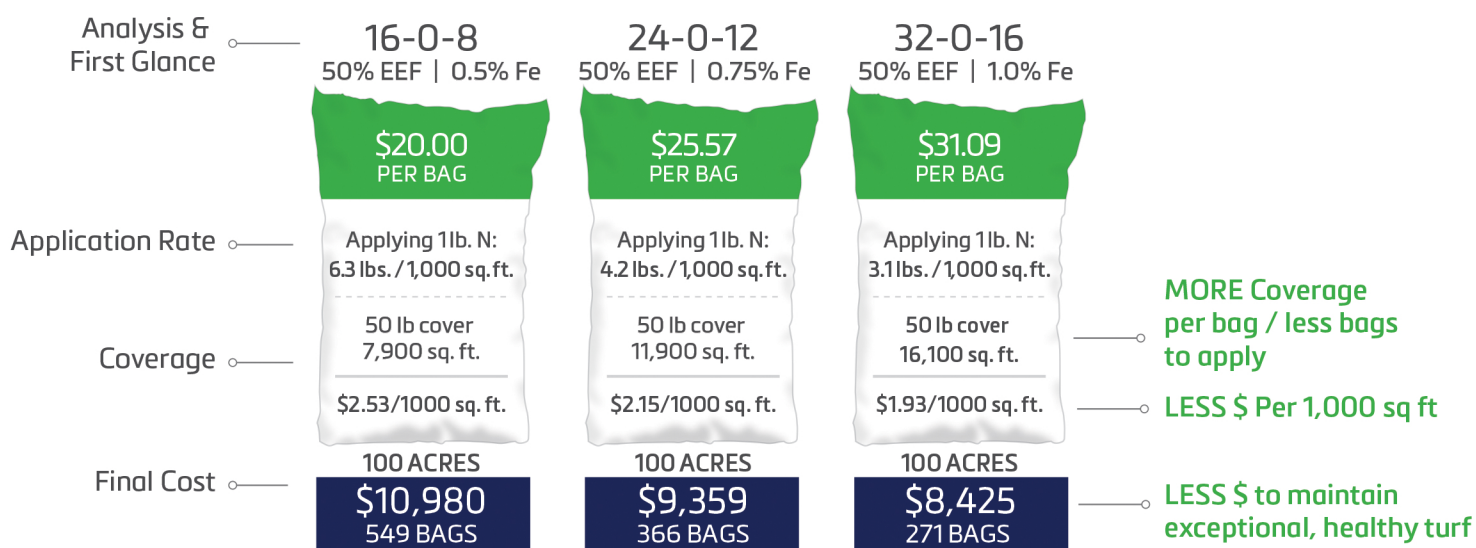 Analysis &
First Glance
16-0-8
50% EEF | 0.5% Fe
24-0-12
50% EEF | 0.75% Fe
32-0-16
50% EEF | 1.0% Fe
$20.00
PER BAG
$25.57
PER BAG
$31.09
PER BAG
Application Rate
Applying 1 lb. N:
6.3 lbs. / 1,000 sq. ft.
Applying 1 lb. N:
4.2 lbs. / 1,000 sq. ft.
Applying 1 lb. N:
3.1 lbs. / 1,000 sq. ft.
Coverage
50 lb cover
7,900 sq. ft.
50 lb cover
11,900 sq. ft.
50 lb cover
16,100 sq. ft.
MORE Coverage
per bag / less bags
to apply
$2.53/1000 sq. ft.
$2.15/1000 sq. ft.
$1.93/1000 sq. ft.
LESS $ Per 1,000 sq ft
Final Cost
100 ACRES
$10,980
549 BAGS
100 ACRES
$9,359
366 BAGS
100 ACRES
$8,425
271 BAGS
LESS $ to maintain
exceptional, healthy turf